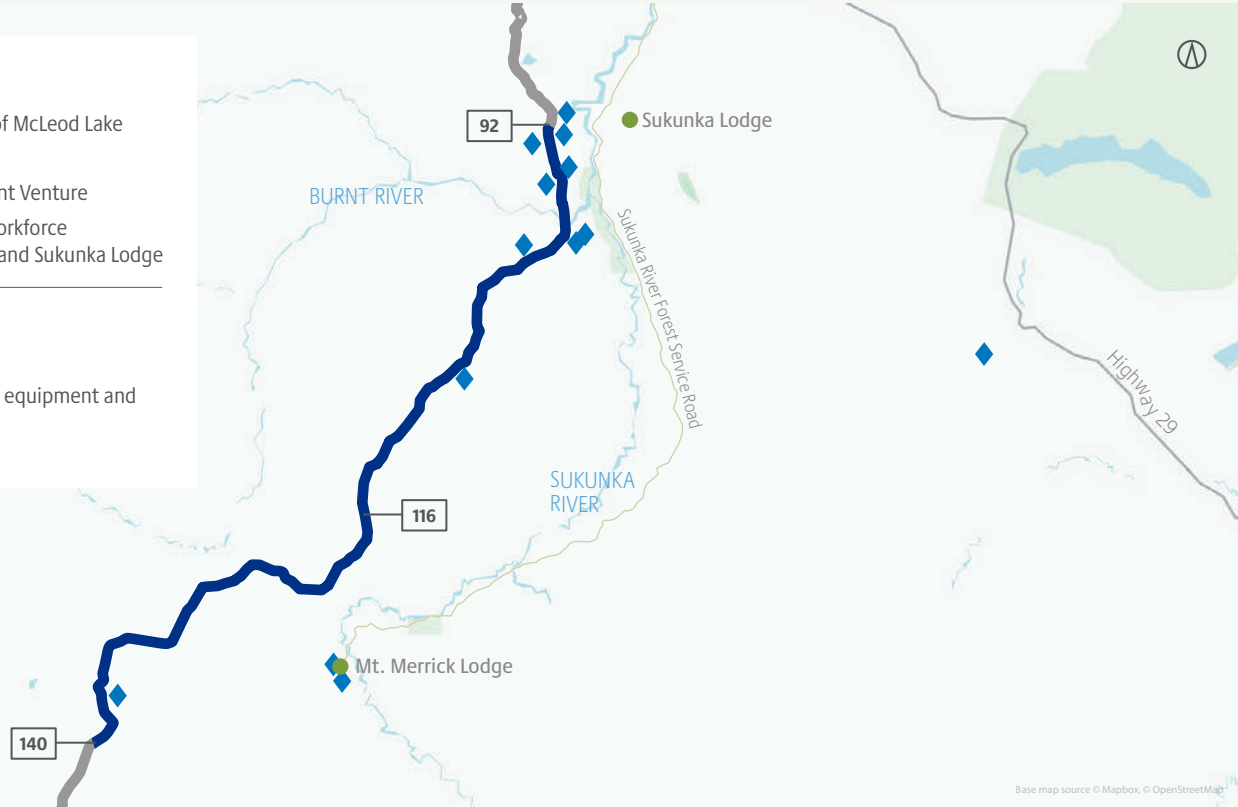 of McLeod Lake
nt Venture
orkforce
and Sukunka Lodge
equipment and
92
Sukunka Lodge
BURNT RIVER
Sukunka River Forest Service Road
Highway 29
SUKUNKA
RIVER
116
Mt. Merrick Lodge
140
Base map source © Mapbox, © OpenStreetMap